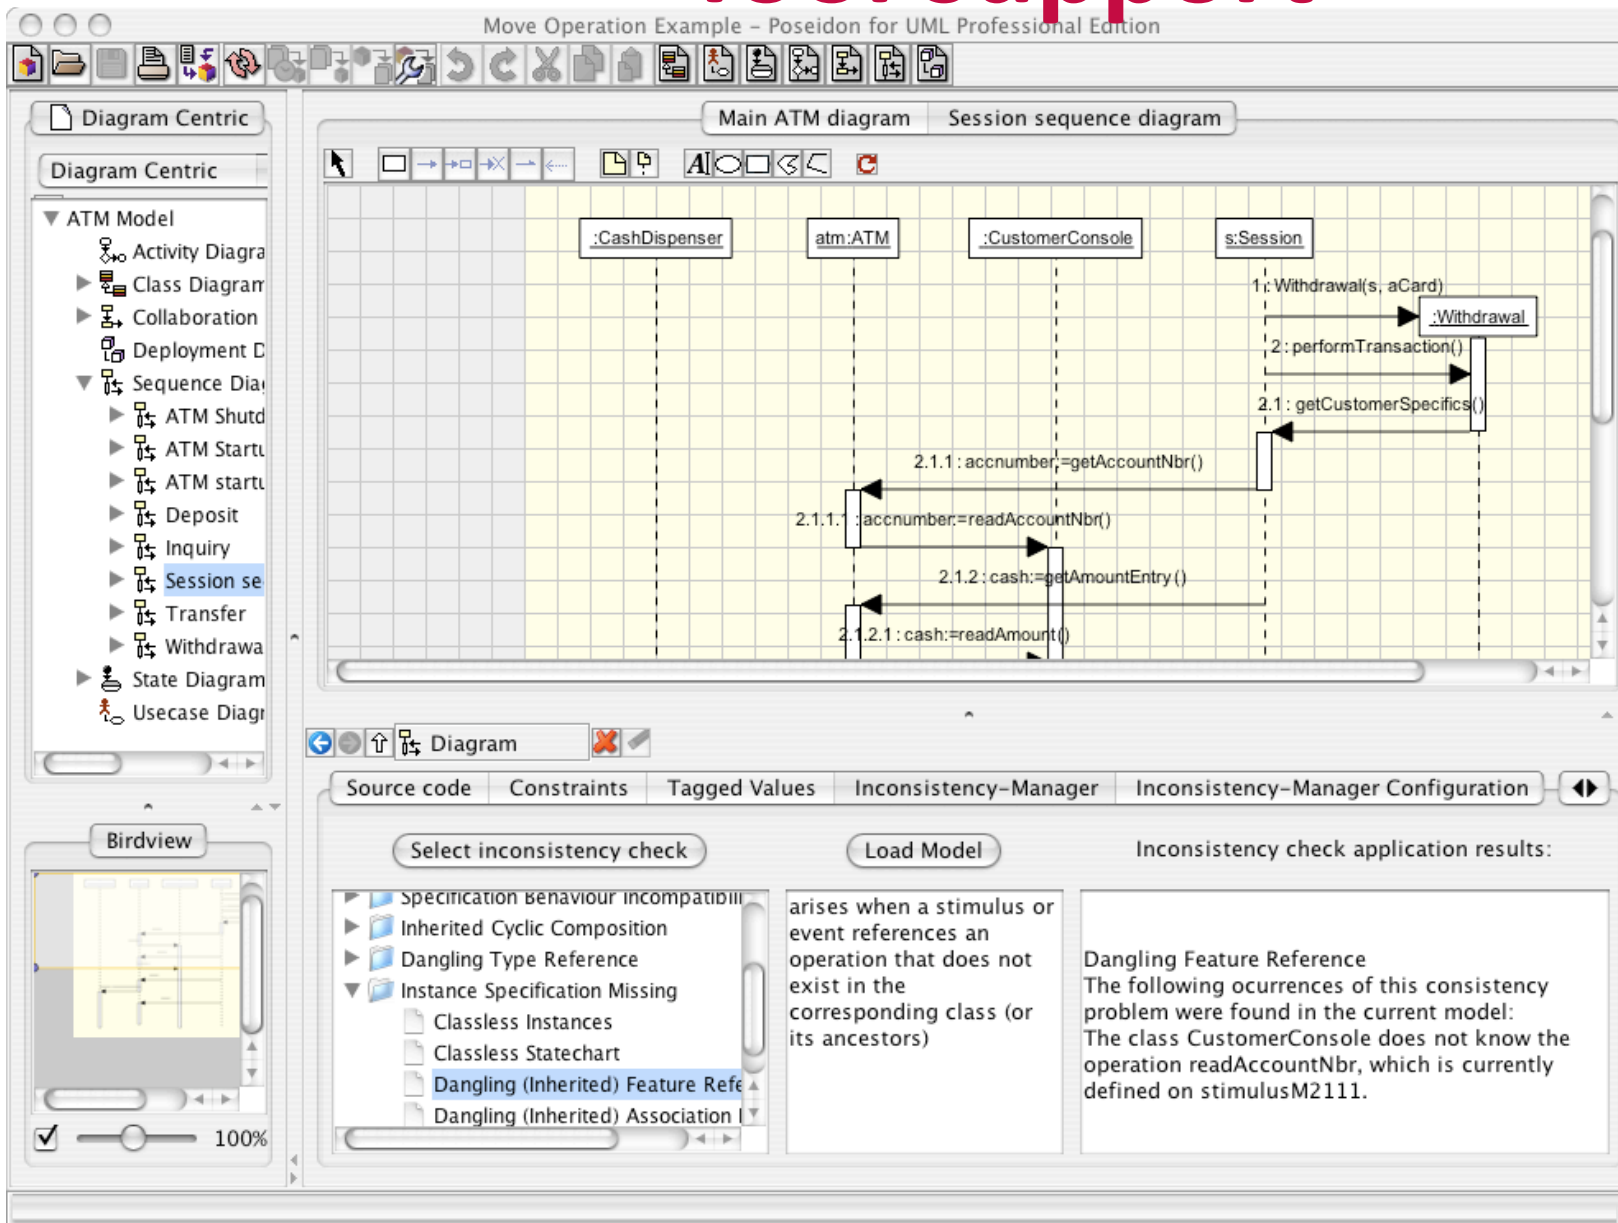 Tool support
Move Operation Example – Poseidon for UML Professional Edition
Diagram Centric
Main ATM diagram
Session sequence diagram
Diagram Centric
A
ATM Model
Activity Diagra
Class Diagram
Collaboration
Deployment D
Sequence Dia
ATM Shutd
ATM Startu
ATM startu
Deposit
Inquiry
Session se
Transfer
Withdrawa
State Diagram
Usecase Diagr
:CashDispenser
atm:ATM
:CustomerConsole
s:Session
1 : Withdrawal(s, aCard)
:Withdrawal
2 : performTransaction()
2.1 : getCustomerSpecifics()
2.1.1 : accnumber:=getAccountNbr()
2.1.1.1 : accnumber:=readAccountNbr()
2.1.2 : cash:=getAmountEntry()
2.1.2.1 : cash:=readAmount()
Diagram
Source code
Constraints
Tagged Values
Inconsistency-Manager
Inconsistency-Manager Configuration
Birdview
100%
Select inconsistency check
Load Model
Inconsistency check application results:
Specification Behaviour Incompatibili
Inherited Cyclic Composition
Dangling Type Reference
Instance Specification Missing
Classless Instances
Classless Statechart
Dangling (Inherited) Feature Refe
Dangling (Inherited) Association
arises when a stimulus or
event references an
operation that does not
exist in the
corresponding class (or
its ancestors)
Dangling Feature Reference
The following ocurrences of this consistency
problem were found in the current model:
The class CustomerConsole does not know the
operation readAccountNbr, which is currently
defined on stimulusM2111.